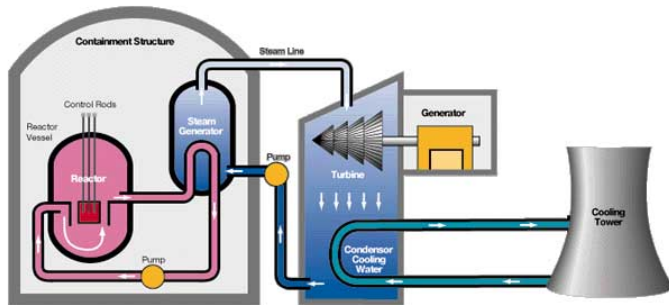 Containment Structure
Steam Line
Control Rods
Reactor
Vessel
Steam
Generator
Generator
Pump
Reactor
Turbine
Cooling
Tower
Condensor
Cooling
Water
Pump